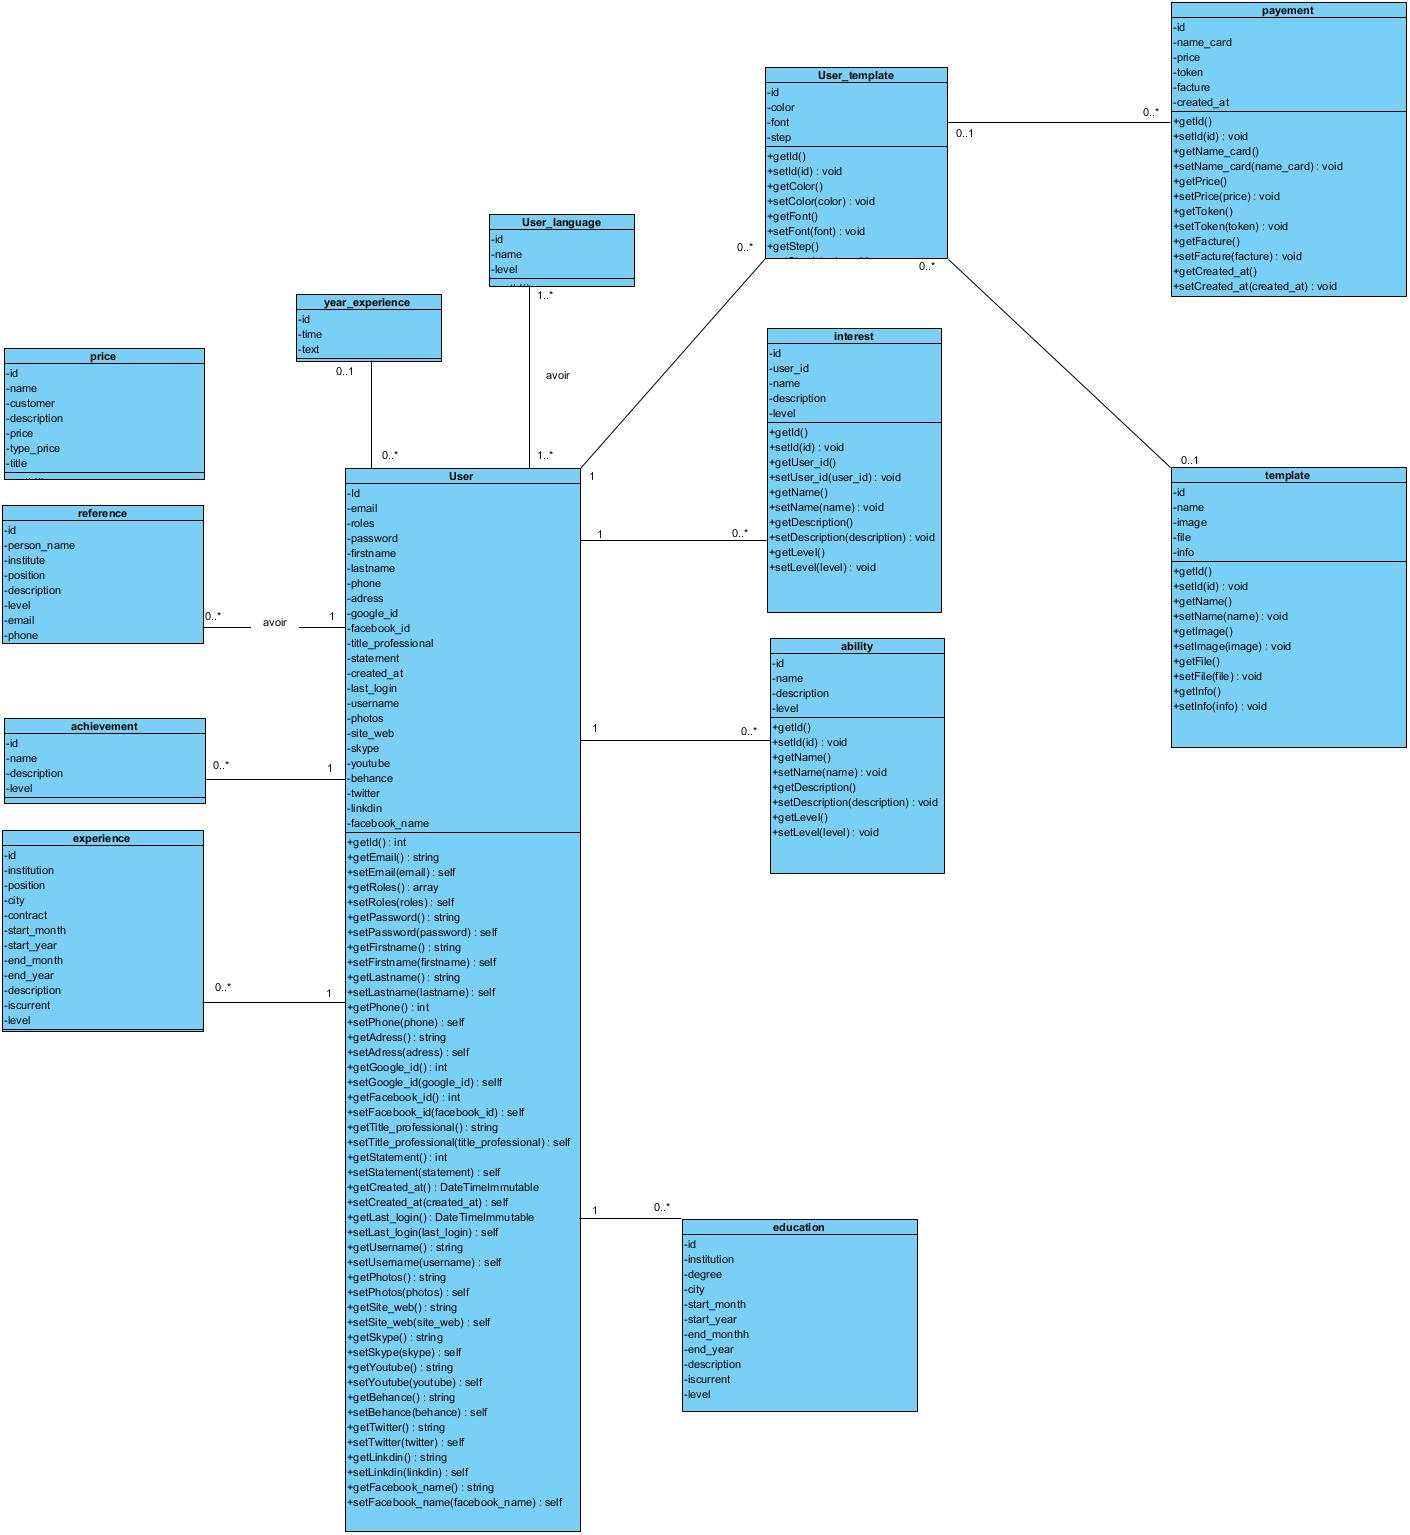 payement
-id
-name_card
-price
-token
-facture
-created_at
+getId()
+setId(id) : void
+getName_card()
+setName_card(name_card) : void
+getPrice()
+setPrice(price) : void
+getToken()
+setToken(token) : void
+getFacture()
+setFacture(facture) : void
+getCreated_at()
+setCreated_at(created_at) : void
User_template
-id
-color
-font
-step
+getId()
+setId(id) : void
+getColor()
+setColor(color) : void
+getFont()
+setFont(font) : void
+getStep()
0..1
0..*
0..*
0..*
User_language
-id
-name
-level
1..*
avoir
1..*
year_experience
-id
-time
-text
0..1
0..*
price
-id
-name
-customer
-description
-price
-type_price
-title
interest
-id
-user_id
-name
-description
-level
+getId()
+setId(id) : void
+getUser_id()
+setUser_id(user_id) : void
+getName()
+setName(name) : void
+getDescription()
+setDescription(description) : void
+getLevel()
+setLevel(level) : void
0..1
template
-id
-name
-image
-file
-info
+getId()
+setId(id) : void
+getName()
+setName(name) : void
+getImage()
+setImage(image) : void
+getFile()
+setFile(file) : void
+getInfo()
+setInfo(info) : void
reference
-id
-person_name
-institute
-position
-description
-level
-email
-phone
0..*
avoir
1
User
-Id
-email
-roles
-password
-firstname
-lastname
-phone
-adress
-google_id
-facebook_id
-title_professional
-statement
-created_at
-last_login
-username
-photos
-site_web
-skype
-youtube
-behance
-twitter
-linkdin
-facebook_name
+getId() : int
+getEmail() : string
+setEmail(email) : self
+getRoles() : array
+setRoles(roles) : self
+getPassword() : string
+setPassword(password) : self
+getFirstname() : string
+setFirstname(firstname) : self
+getLastname() : string
+setLastname(lastname) : self
+getPhone() : int
+setPhone(phone) : self
+getAdress() : string
+setAdress(adress) : self
+getGoogle_id() : int
+setGoogle_id(google_id) : sellf
+getFacebook_id() : int
+setFacebook_id(facebook_id) : self
+getTitle_professional() : string
+setTitle_professional(title_professional) : self
+getStatement() : int
+setStatement(statement) : self
+getCreated_at() : DateTimeImmutable
+setCreated_at(created_at) : self
+getLast_login() : DateTimeImmutable
+setLast_login(last_login) : self
+getUsername() : string
+setUsername(username) : self
+getPhotos() : string
+setPhotos(photos) : self
+getSite_web() : string
+setSite_web(site_web) : self
+getSkype() : string
+setSkype(skype) : self
+getYoutube() : string
+setYoutube(youtube) : self
+getBehance() : string
+setBehance(behance) : self
+getTwitter() : string
+setTwitter(twitter) : self
+getLinkdin() : string
+setLinkdin(linkdin) : self
+getFacebook_name() : string
+setFacebook_name(facebook_name) : self
1
1
0..*
1
0..*
ability
-id
-name
-description
-level
+getId()
+setId(id) : void
+getName()
+setName(name) : void
+getDescription()
+setDescription(description) : void
+getLevel()
+setLevel(level) : void
achievement
-id
-name
-description
-level
0..*
1
experience
-id
-institution
-position
-city
-contract
-start_month
-start_year
-end_month
-end_year
-description
-iscurrent
-level
0..*
1
1
0..*
education
-id
-institution
-degree
-city
-start_month
-start_year
-end_monthh
-end_year
-description
-iscurrent
-level